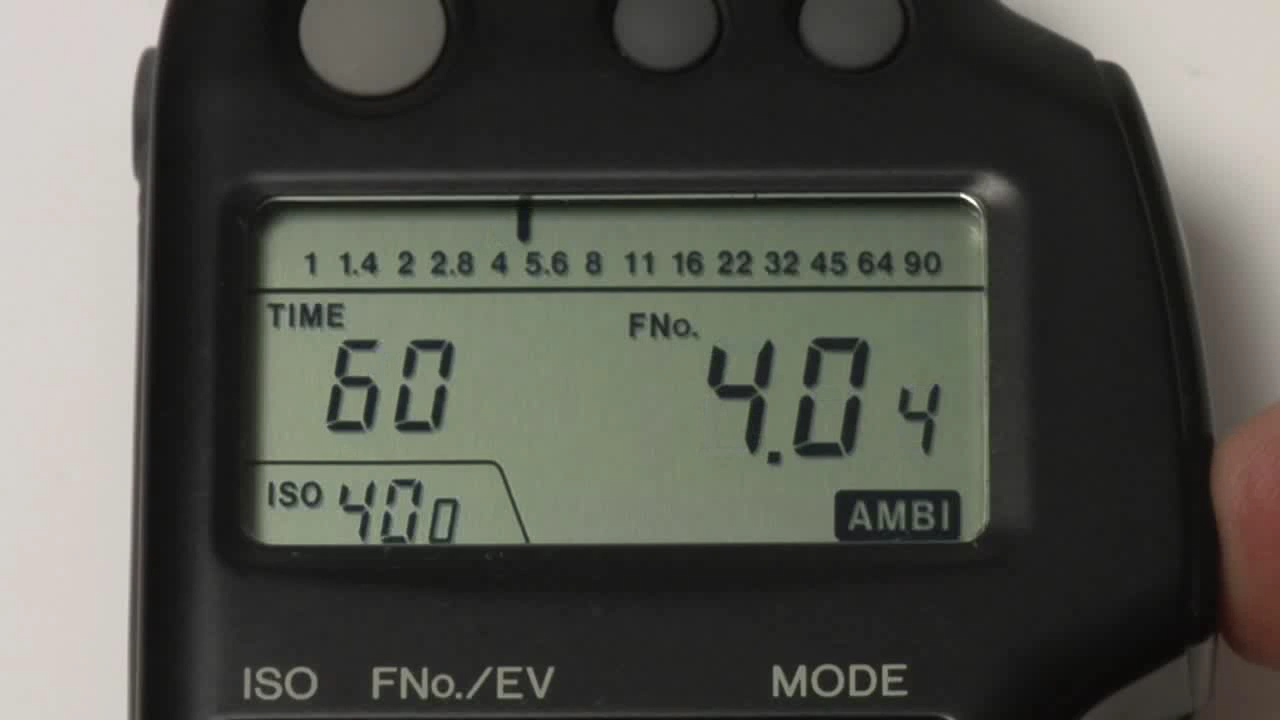 1 1.4 2 2.8 4 5.6 8 11 16 22 32 45 64 90
TIME FNo.
60 4.0 4
ISO 400 AMBI
ISO FNo./EV MODE